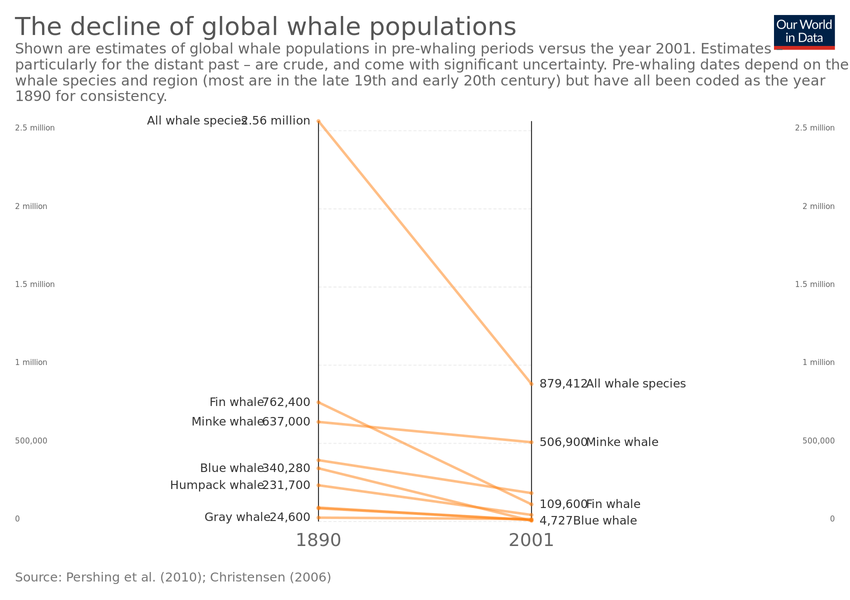 The decline of global whale populations
Our World
in Data
Shown are estimates of global whale populations in pre-whaling periods versus the year 2001. Estimates
particularly for the distant past – are crude, and come with significant uncertainty. Pre-whaling dates depend on the
whale species and region (most are in the late 19th and early 20th century) but have all been coded as the year
1890 for consistency.
All whale species 2.56 million
2.5 million 2.5 million
2 million 2 million
1.5 million 1.5 million
1 million 1 million
879,412 All whale species
Fin whale 762,400
Minke whale 637,000
500,000 506,900 Minke whale 500,000
Blue whale 340,280
Humpack whale 231,700
109,600 Fin whale
Gray whale 24,600
0 4,727 Blue whale 0
1890 2001
Source: Pershing et al. (2010); Christensen (2006)